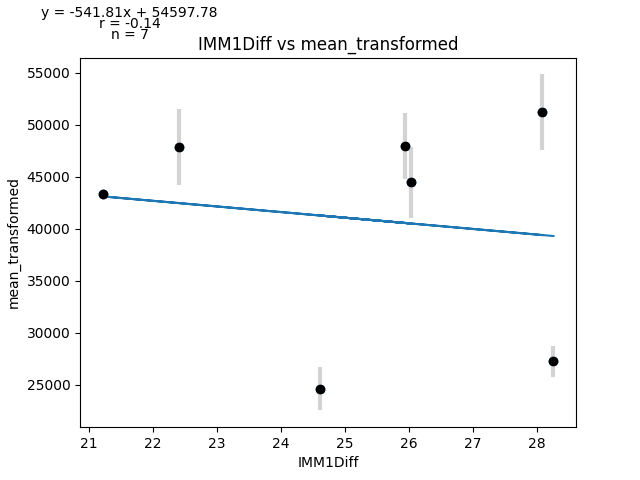 y = -541.81x + 54597.78
r = -0.14
n = 7
IMM1Diff vs mean_transformed
55000
50000
45000
40000
35000
30000
25000
mean_transformed
21 22 23 24 25 26 27 28
IMM1Diff